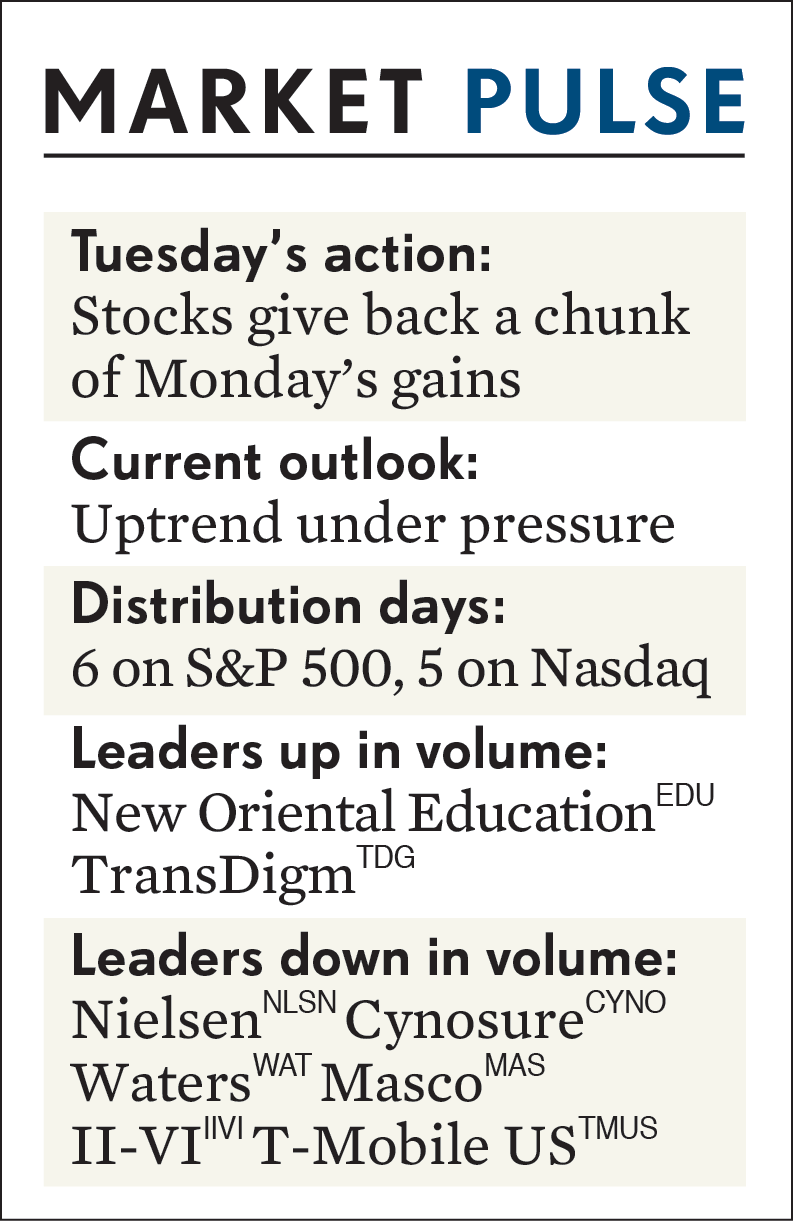 MARKET PULSE
Tuesday’s action:
Stocks give back a chunk
of Monday’s gains
Current outlook:
Uptrend under pressure
Distribution days:
6 on S&P 500, 5 on Nasdaq
Leaders up in volume:
New Oriental Education EDU
TransDigm TDG
Leaders down in volume:
Nielsen NLSN Cynosure CYNO
Waters WAT Masco MAS
II-VI IIVI T-Mobile US TMUS